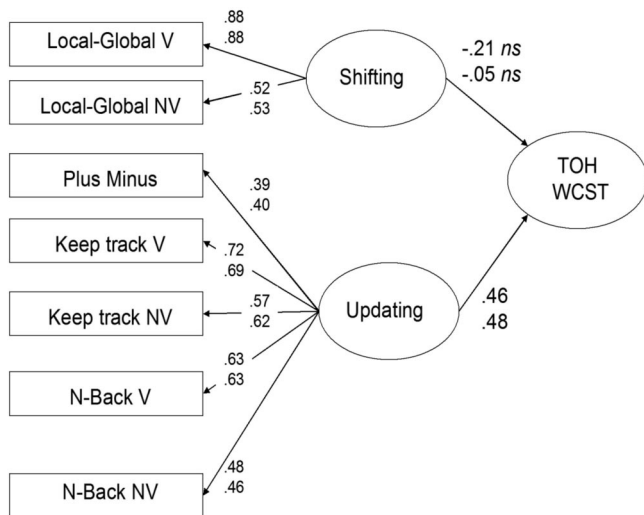 Local-Global V
.88
.88
Shifting
-.21 ns
-.05 ns
Local-Global NV
.52
.53
TOH
WCST
Plus Minus
.39
.40
Keep track V
.72
.69
Keep track NV
.57
.62
Updating
.46
.48
N-Back V
.63
.63
N-Back NV
.48
.46